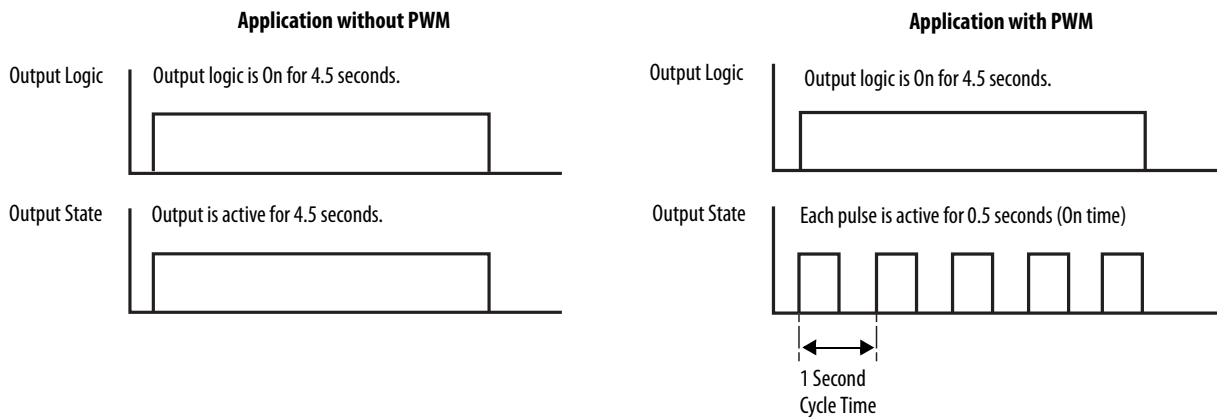 Application without PWM
Output Logic
Output logic is On for 4.5 seconds.
Output State
Output is active for 4.5 seconds.
Application with PWM
Output Logic
Output logic is On for 4.5 seconds.
Output State
Each pulse is active for 0.5 seconds (On time)
1 Second
Cycle Time